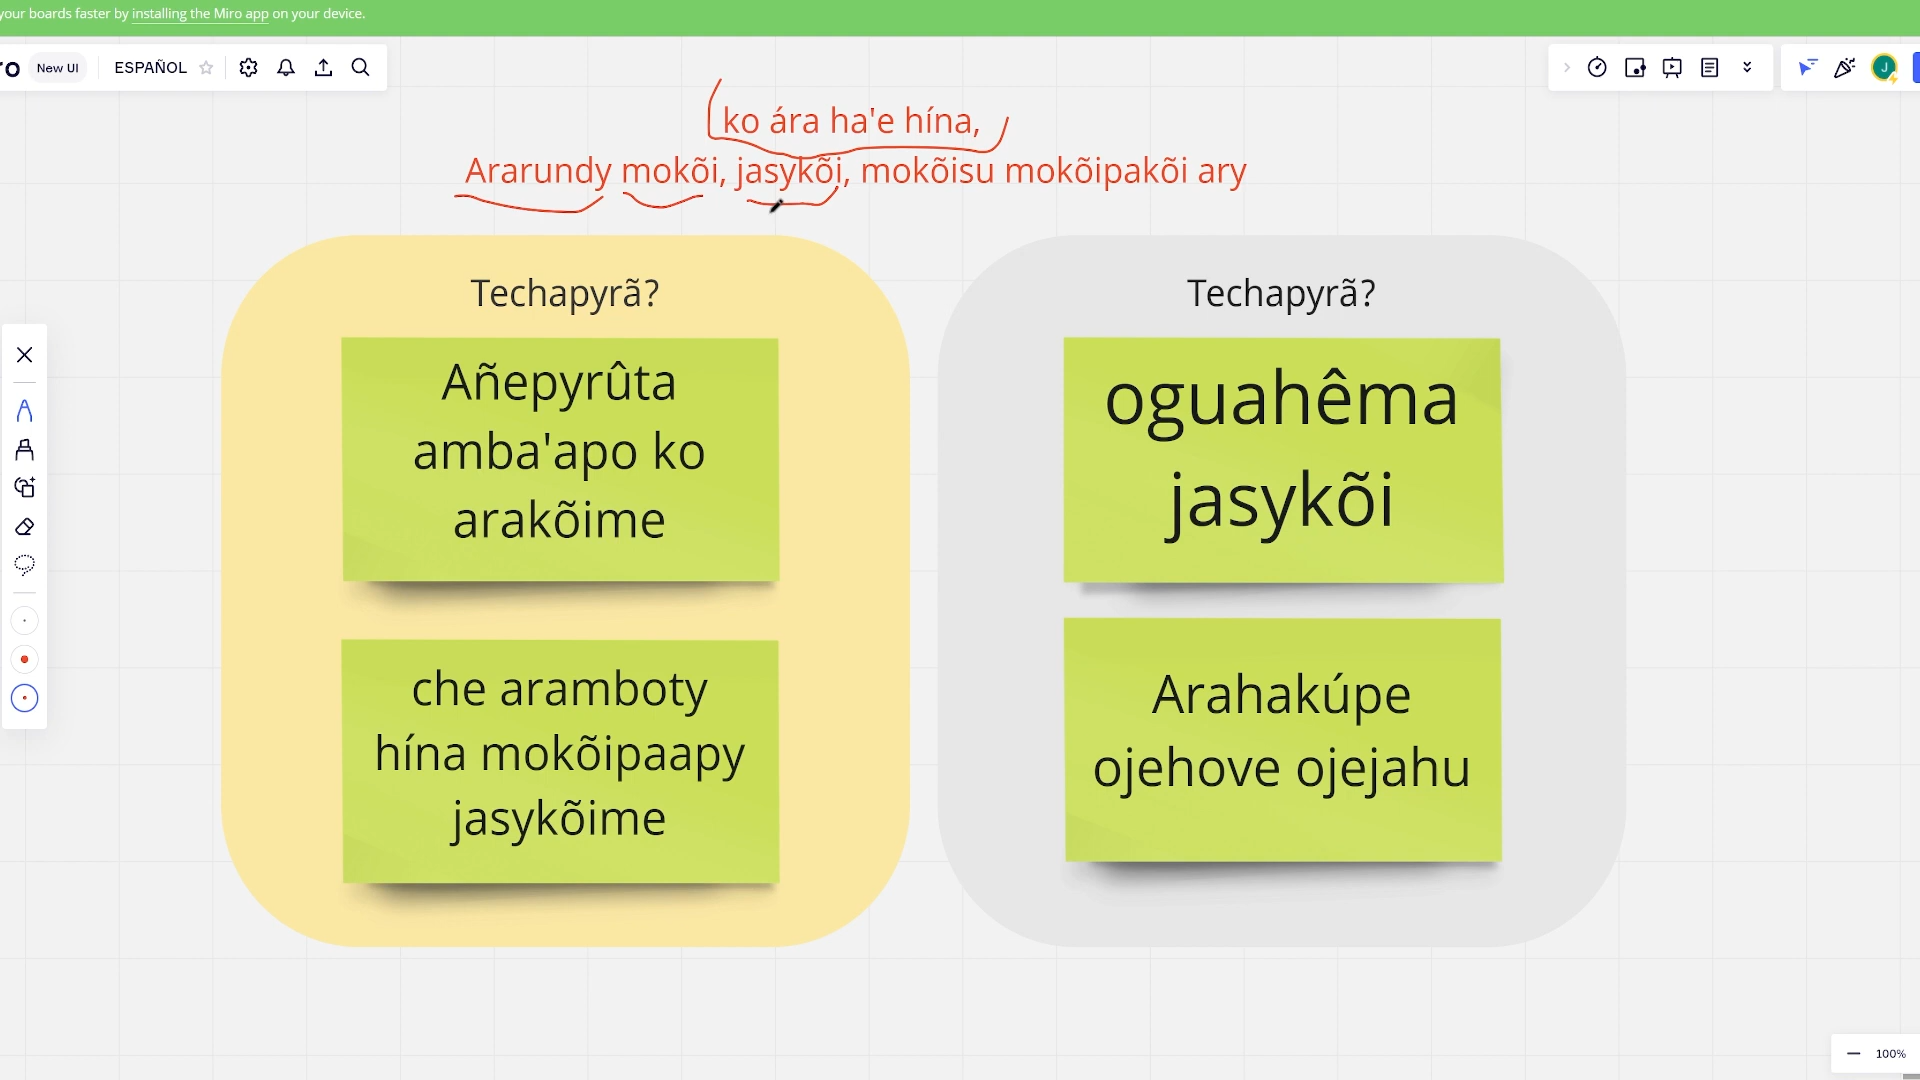 your boards faster by installing the Miro app on your device.
ro New UI ESPAÑOL J
ko ára ha'e hína,
Ararundy mokõi, jasykõi, mokõisu mokõipakõi ary
Techapyrã?
Añepyrûta
amba'apo ko
arakõime
che aramboty
hína mokõipaapy
jasykõime
Techapyrã?
oguahêma
jasykõi
Arahakúpe
ojehove ojejahu
100%